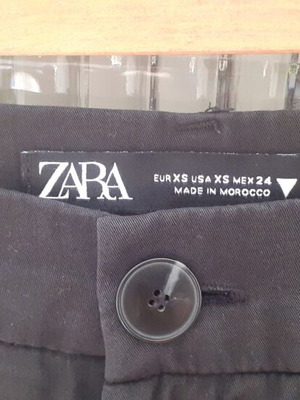 ZARA
EUR XS USA XS MEX 24
MADE IN MOROCCO